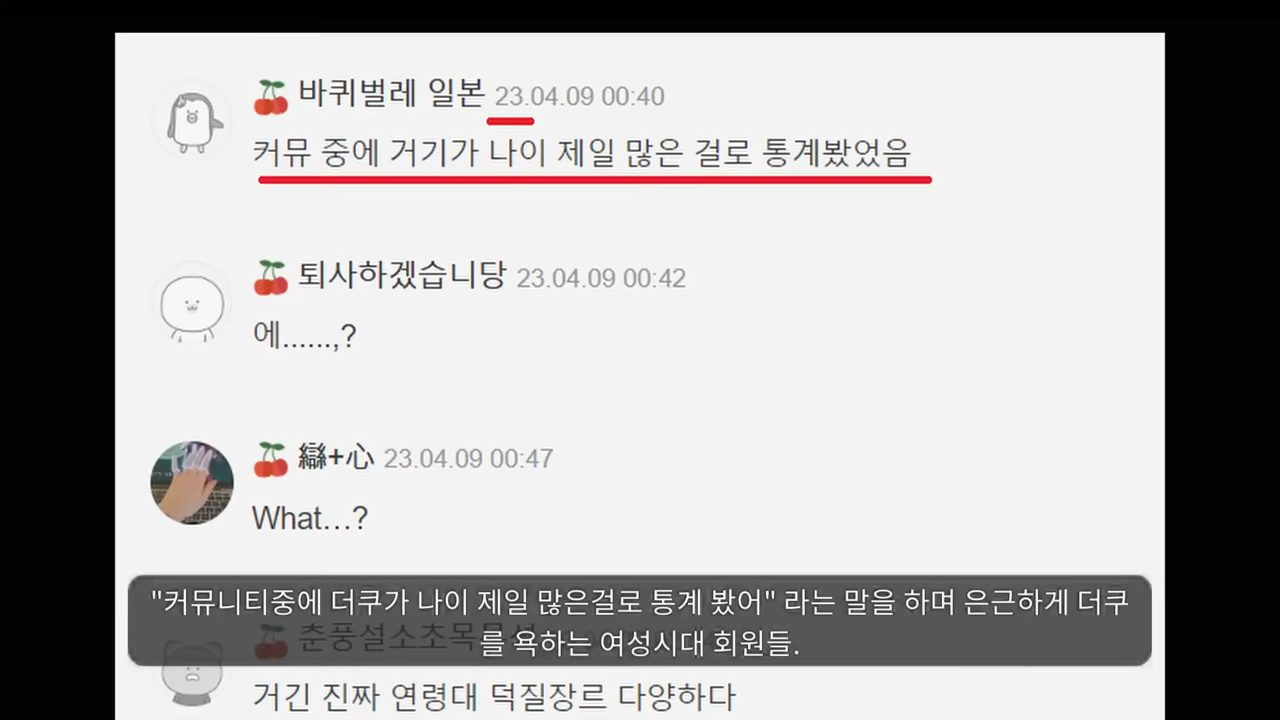 바퀴벌레 일본 23.04.09 00:40
커뮤 중에 거기가 나이 제일 많은 걸로 통계봤었음
퇴사하겠습니당 23.04.09 00:42
에......,?
繼+心 23.04.09 00:47
What...?
"커뮤니티중에 더쿠가 나이 제일 많은걸로 통계 봤어" 라는 말을 하며 은근하게 더쿠
를 욕하는 여성시대 회원들.
거긴 진짜 연령대 덕질장르 다양하다